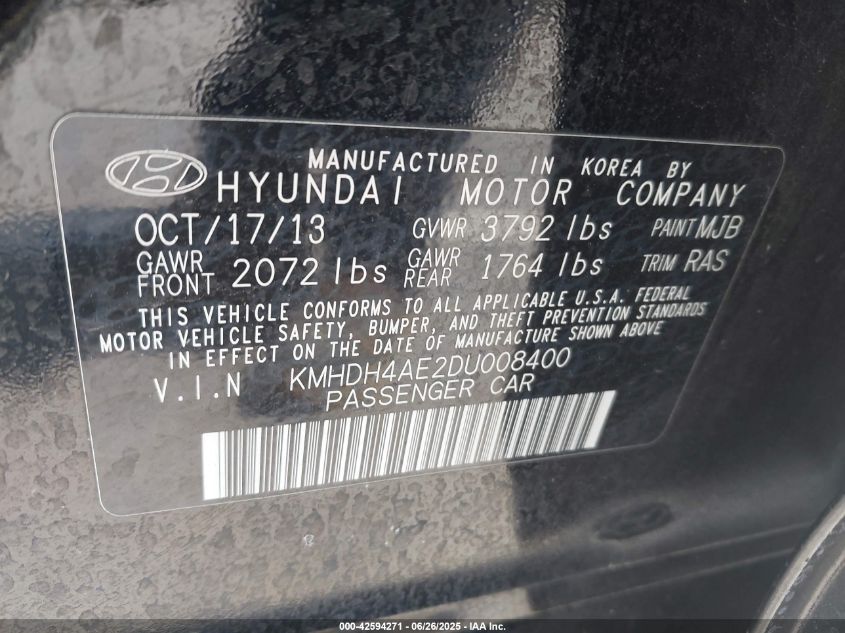 MANUFACTURED IN KOREA BY
HYUNDAI MOTOR COMPANY
OCT/17/13 GVWR 3792 lbs PAINT MJB
GAWR FRONT 2072 lbs GAWR REAR 1764 lbs TRIM RAS
THIS VEHICLE CONFORMS TO ALL APPLICABLE U.S.A. FEDERAL
MOTOR VEHICLE SAFETY, BUMPER, AND THEFT PREVENTION STANDARDS
IN EFFECT ON THE DATE OF MANUFACTURE SHOWN ABOVE
V.I.N KMHDH4AE2DU008400
PASSENGER CAR
000-42594271 - 06/26/2025 - IAA Inc.